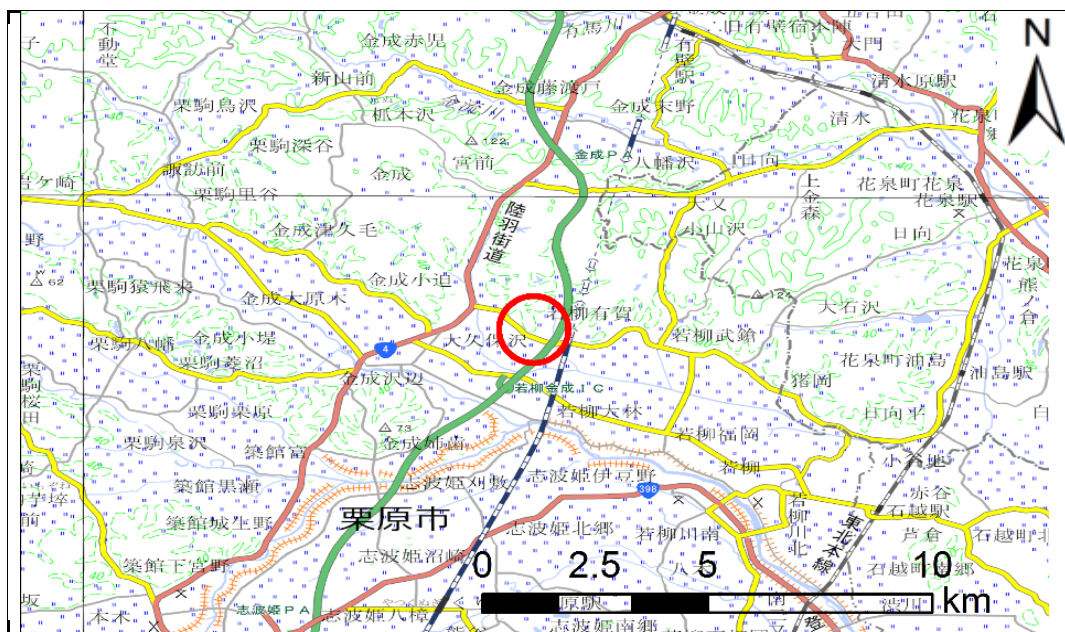 不動堂
金成赤児
有馬川
旧有壁宿本陣
大門
有壁駅
新山前
清水原駅
栗駒鳥沢
金成藤渡戸
金流川
金成末野
清水
栗駒深谷
宮前
122
金成PA
八幡沢
日向
諏訪前
金成
上金森
花泉町花泉
花泉駅
岩ケ崎
栗駒里谷
大又
小山沢
日向
陸羽街道
金成津久毛
62
栗駒猿飛来
金成小迫
金成大原木
大石沢
若柳有賀
金成小堤
大久保沢
若柳武鎗
栗駒八幡
栗駒菱沼
4
花泉町油島
金成沢辺
若柳金成IC
猪岡
油島駅
栗駒桜田
栗駒栗原
若柳大林
日向平
栗駒泉沢
73
金成姉歯
若柳福岡
築館富
若柳
築館黒瀬
志波姫刈敷
志波姫伊豆野
398
赤谷
石越駅
栗原市
築館城生野
志波姫北郷
若柳川南
若柳川北
東北本線
芦倉
志波姫沼崎
築館下宮野
石越町南郷
志波姫PA
志波姫八樟
志波姫南郷
N
0 2.5 5 10
km